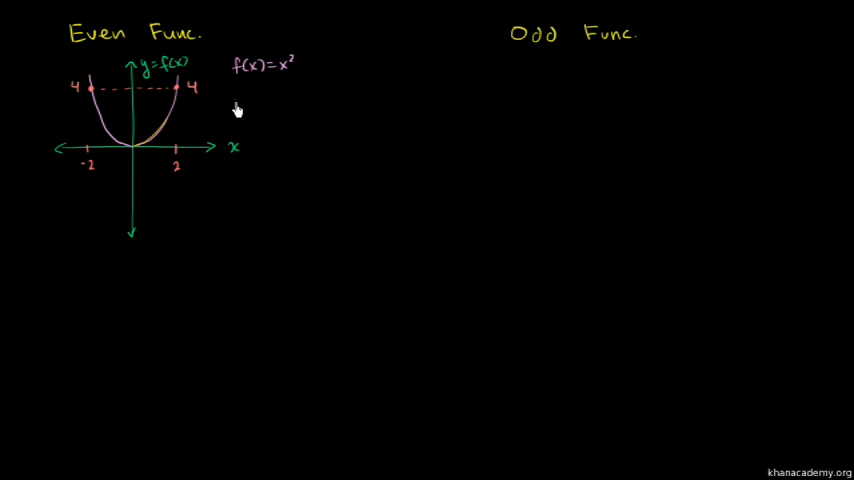 Even Func.
Odd Func.
y=f(x)
f(x)=x²
4
4
x
-2
2
khanacademy.org